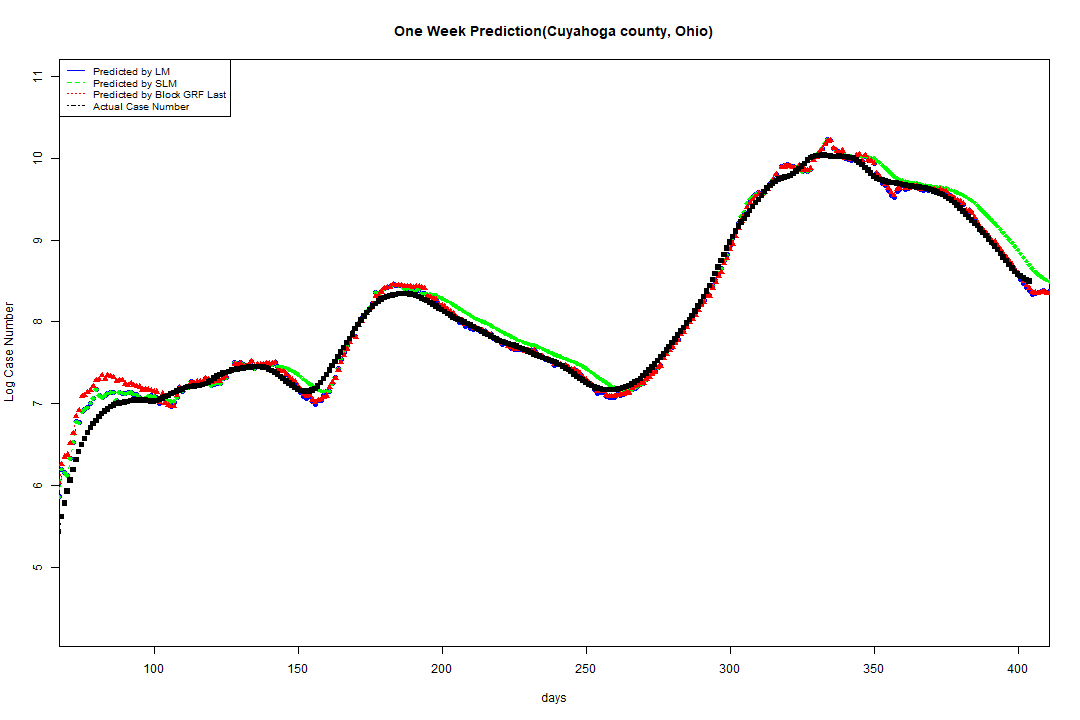 One Week Prediction(Cuyahoga county, Ohio)
Predicted by LM
Predicted by SLM
Predicted by Block GRF Last
Actual Case Number
11
10
9
8
7
6
5
Log Case Number
100 150 200 250 300 350 400
days